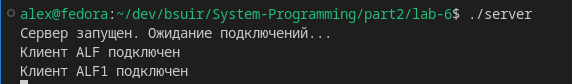 alex@fedora:~/dev/bsuir/System-Programming/part2/lab-6$ ./server
Сервер запущен. Ожидание подключений...
Клиент ALF подключен
Клиент ALF1 подключен